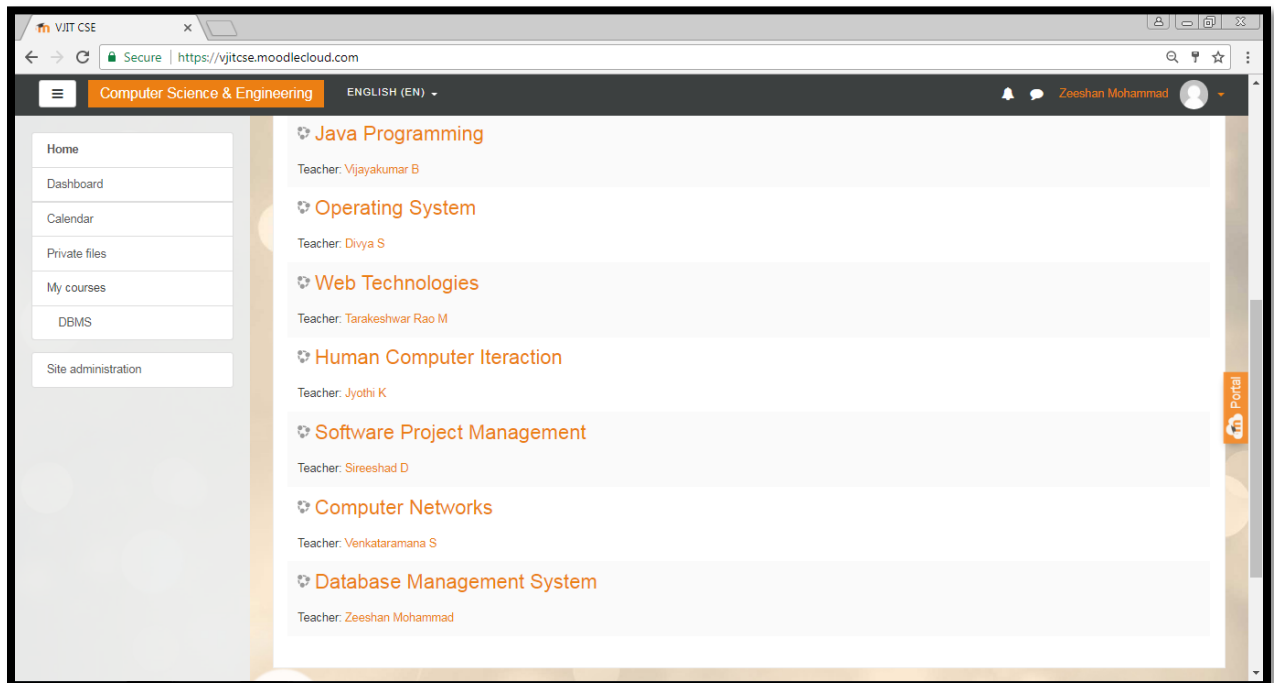 VJIT CSE
Secure | https://vjitcse.moodlecloud.com
Computer Science & Engineering ENGLISH (EN) Zeeshan Mohammad
Home
Dashboard
Calendar
Private files
My courses
DBMS
Site administration
Java Programming
Teacher: Vijayakumar B
Operating System
Teacher: Divya S
Web Technologies
Teacher: Tarakeshwar Rao M
Human Computer Iteraction
Teacher: Jyothi K
Software Project Management
Teacher: Sireeshad D
Computer Networks
Teacher: Venkataramana S
Database Management System
Teacher: Zeeshan Mohammad
Portal